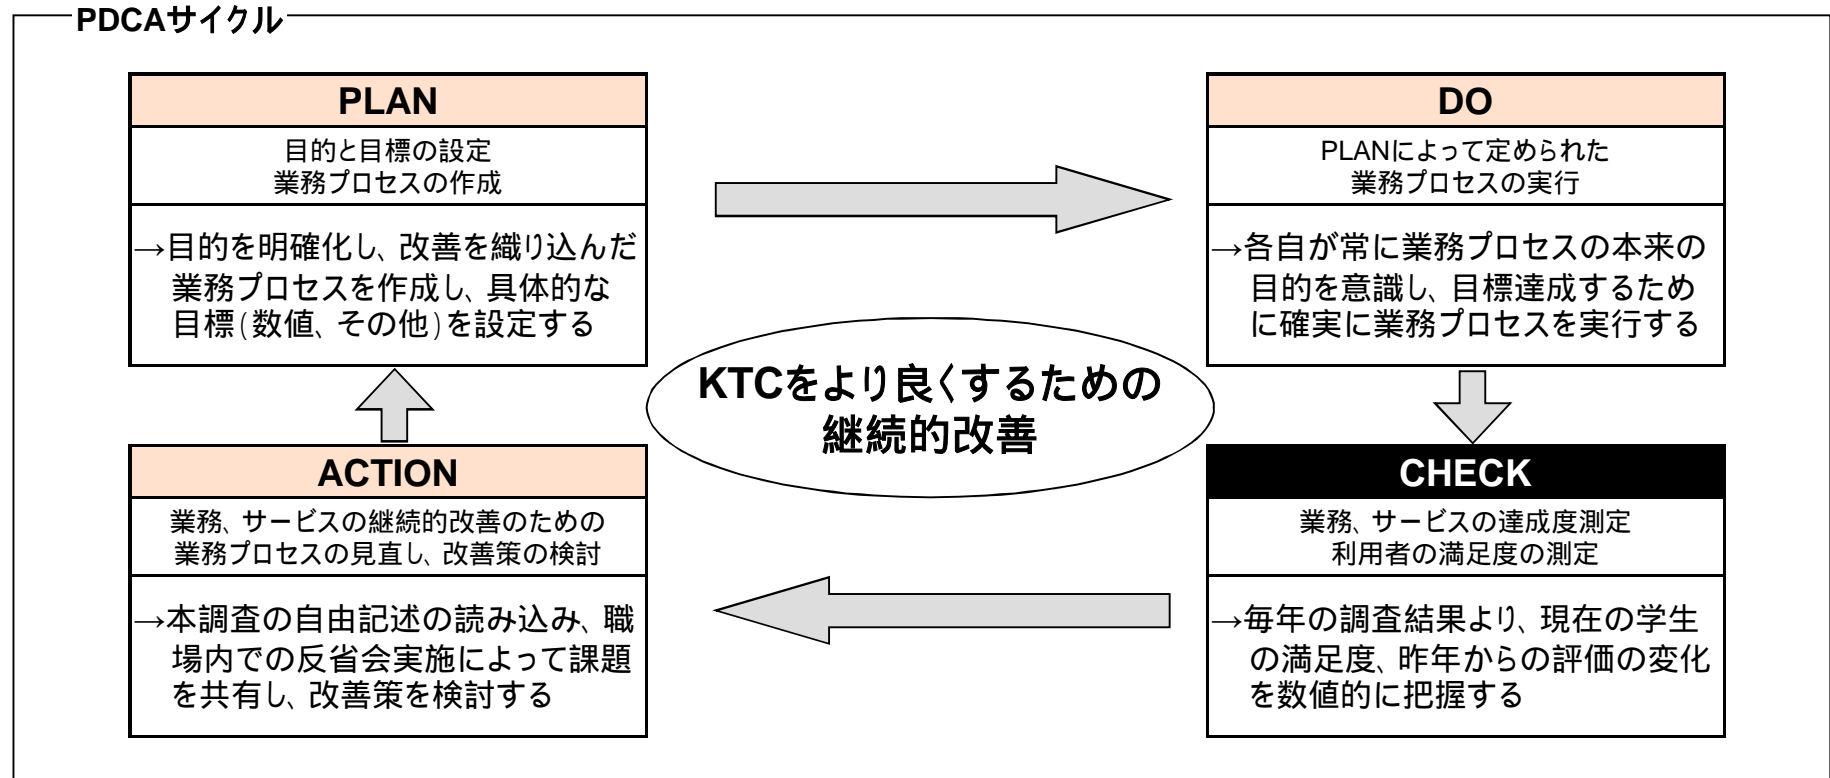 PDCAサイクル
PLAN
目的と目標の設定
業務プロセスの作成
→目的を明確化し、改善を織り込んだ
業務プロセスを作成し、具体的な
目標(数値、その他)を設定する
DO
PLANによって定められた
業務プロセスの実行
→各自が常に業務プロセスの本来の
目的を意識し、目標達成するため
に確実に業務プロセスを実行する
KTCをより良くするための
継続的改善
ACTION
業務、サービスの継続的改善のための
業務プロセスの見直し、改善策の検討
→本調査の自由記述の読み込み、職
場内での反省会実施によって課題
を共有し、改善策を検討する
CHECK
業務、サービスの達成度測定
利用者の満足度の測定
→毎年の調査結果より、現在の学生
の満足度、昨年からの評価の変化
を数値的に把握する